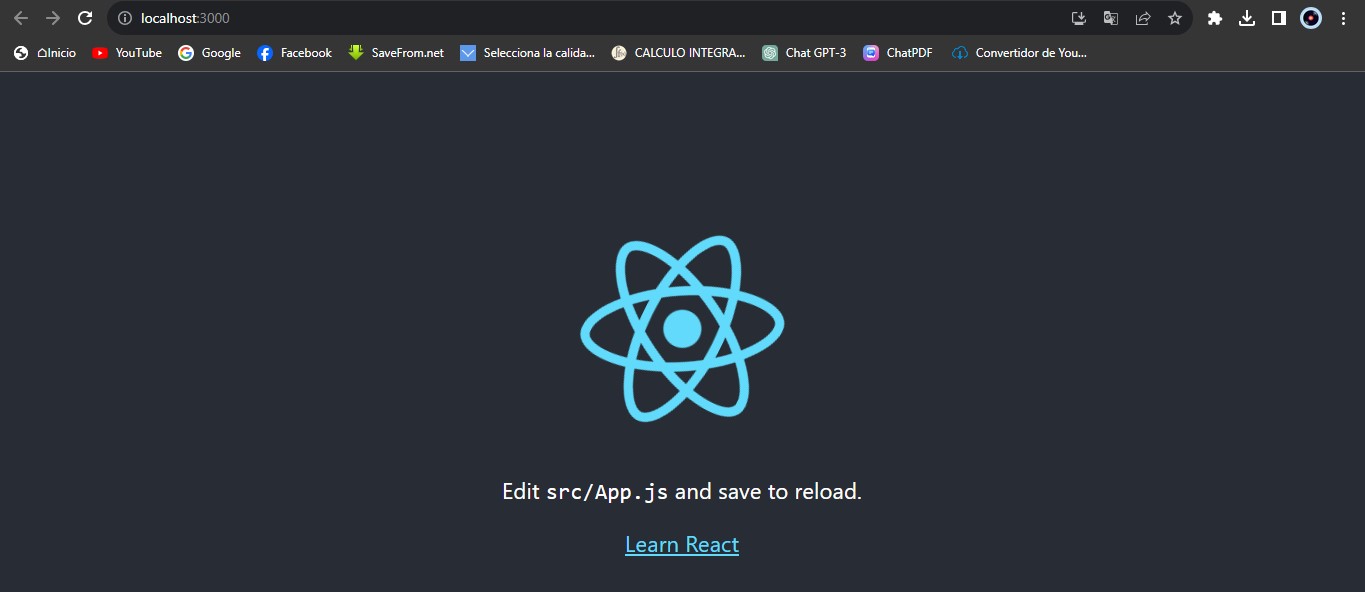 localhost:3000
⌂Inicio YouTube Google Facebook SaveFrom.net Selecciona la calida... CALCULO INTEGRA... Chat GPT-3 ChatPDF Convertidor de You...
Edit src/App.js and save to reload.
Learn React